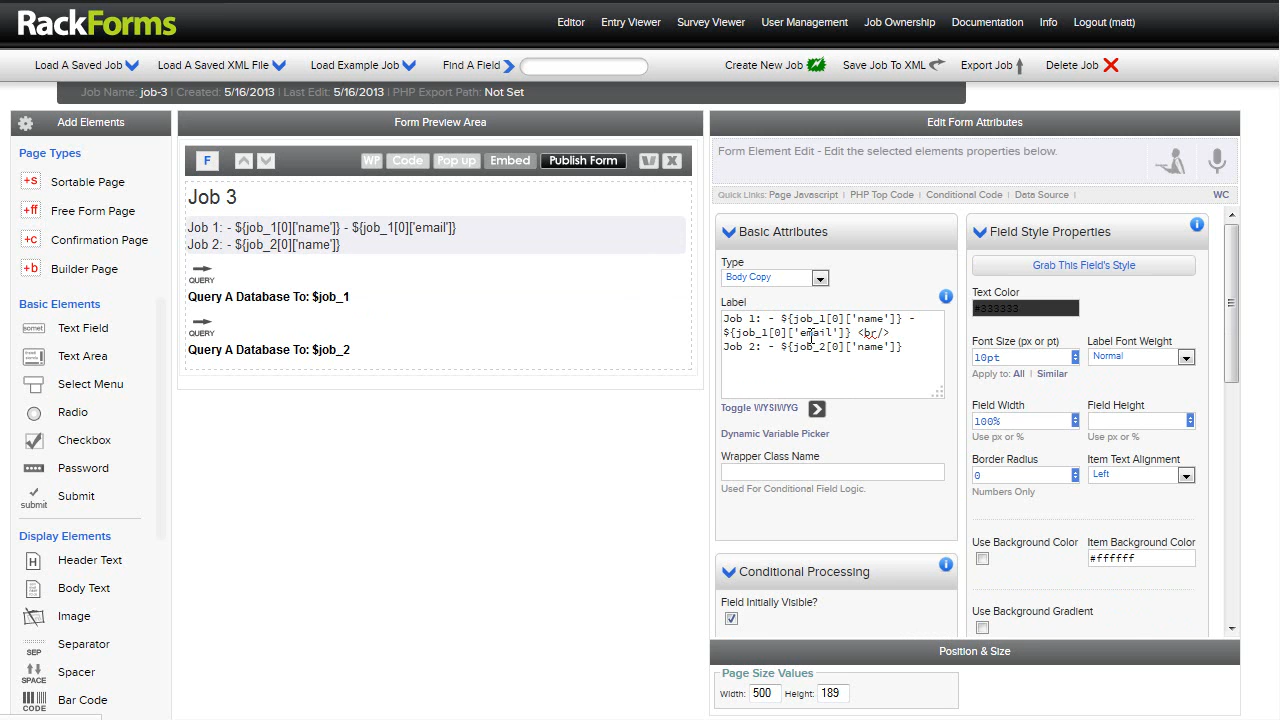 RackForms
Editor Entry Viewer Survey Viewer User Management Job Ownership Documentation Info Logout (matt)
Load A Saved Job Load A Saved XML File Load Example Job Find A Field Create New Job Save Job To XML Export Job Delete Job
Job Name: job-3 | Created: 5/16/2013 | Last Edit: 5/16/2013 | PHP Export Path: Not Set
Add Elements
Page Types
+s Sortable Page
+ff Free Form Page
+c Confirmation Page
+b Builder Page
Basic Elements
Text Field
Text Area
Select Menu
Radio
Checkbox
Password
submit Submit
Display Elements
H Header Text
Body Text
Image
SEP Separator
SPACE Spacer
CODE Bar Code
Form Preview Area
F WP Code Pop up Embed Publish Form
Job 3
Job 1: - ${job_1[0]['name']} - ${job_1[0]['email']}
Job 2: - ${job_2[0]['name']}
QUERY
Query A Database To: $job_1
QUERY
Query A Database To: $job_2
Edit Form Attributes
Form Element Edit - Edit the selected elements properties below.
Quick Links: Page Javascript | PHP Top Code | Conditional Code | Data Source | WC
Basic Attributes
Type
Body Copy
Label
Job 1: - ${job_1[0]['name']} -
${job_1[0]['email']} <br/>
Job 2: - ${job_2[0]['name']}
Toggle WYSIWYG
Dynamic Variable Picker
Wrapper Class Name
Used For Conditional Field Logic.
Conditional Processing
Field Initially Visible?
Field Style Properties
Grab This Field's Style
Text Color
#333333
Font Size (px or pt) Label Font Weight
10pt Normal
Apply to: All | Similar
Field Width Field Height
100%
Use px or % Use px or %
Border Radius Item Text Alignment
0 Left
Numbers Only
Use Background Color Item Background Color
#ffffff
Use Background Gradient
Position & Size
Page Size Values
Width: 500 Height: 189